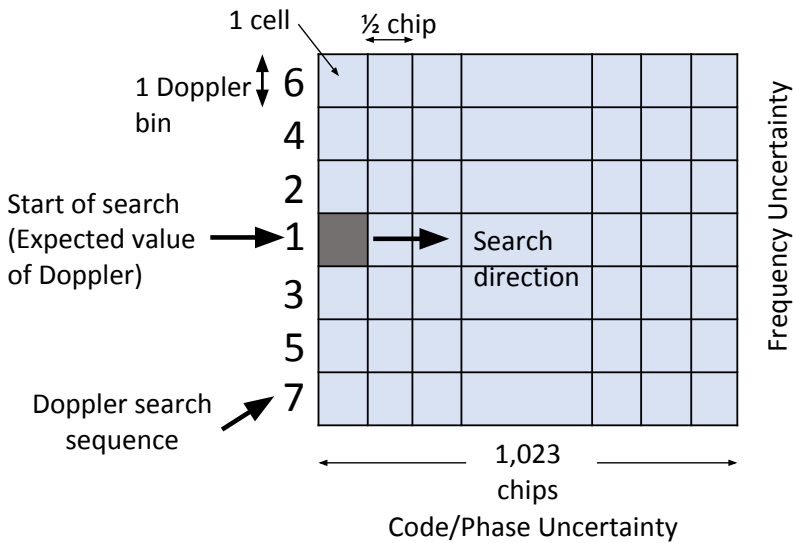 1 cell
½ chip
1 Doppler
bin
6
4
2
Start of search
(Expected value
of Doppler)
1
Search
direction
3
5
7
Doppler search
sequence
Frequency Uncertainty
1,023
chips
Code/Phase Uncertainty